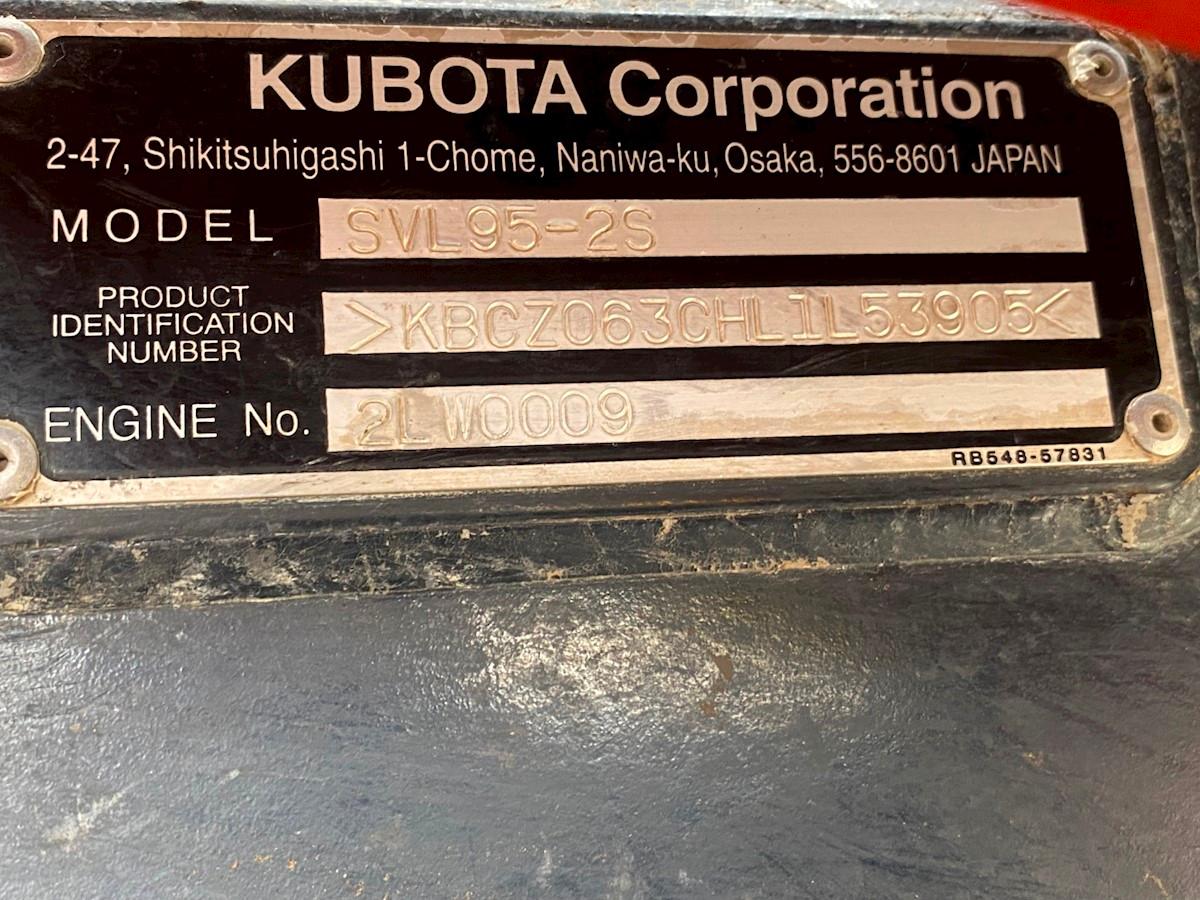 KUBOTA Corporation
2-47, Shikitsuhigashi 1-Chome, Naniwa-ku, Osaka, 556-8601 JAPAN
MODEL SVL95-2S
PRODUCT
IDENTIFICATION
NUMBER
>KBCZ063CHL1L53905<
ENGINE No. 2LW0009
RB548-57831